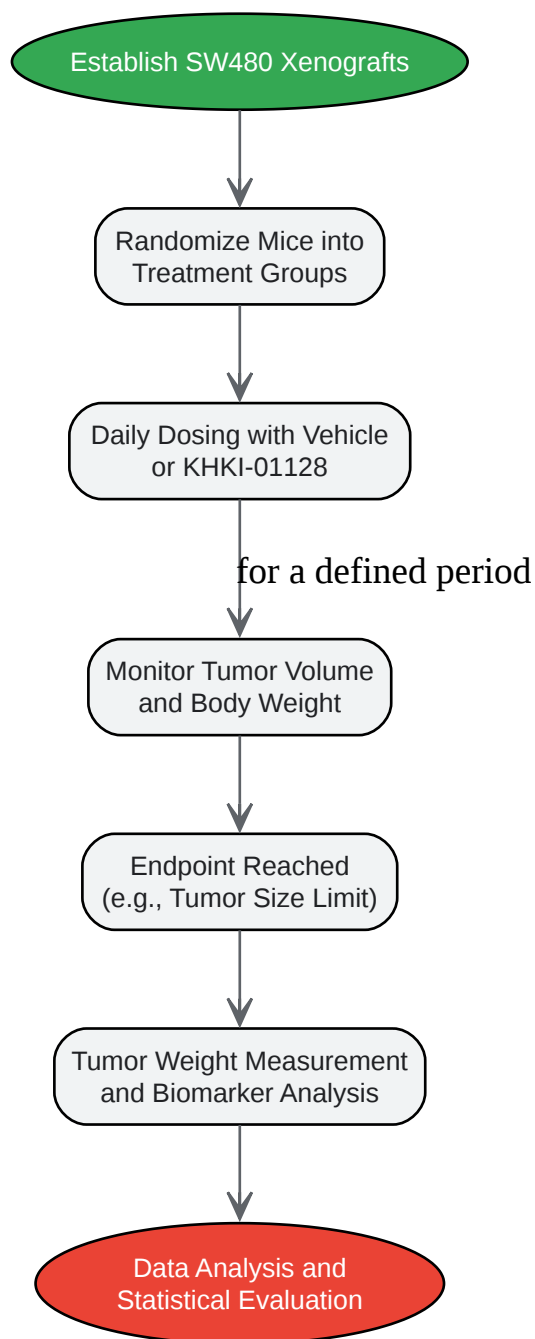 Establish SW480 Xenografts
Randomize Mice into
Treatment Groups
Daily Dosing with Vehicle
or KHKI-01128
for a defined period
Monitor Tumor Volume
and Body Weight
Endpoint Reached
(e.g., Tumor Size Limit)
Tumor Weight Measurement
and Biomarker Analysis
Data Analysis and
Statistical Evaluation